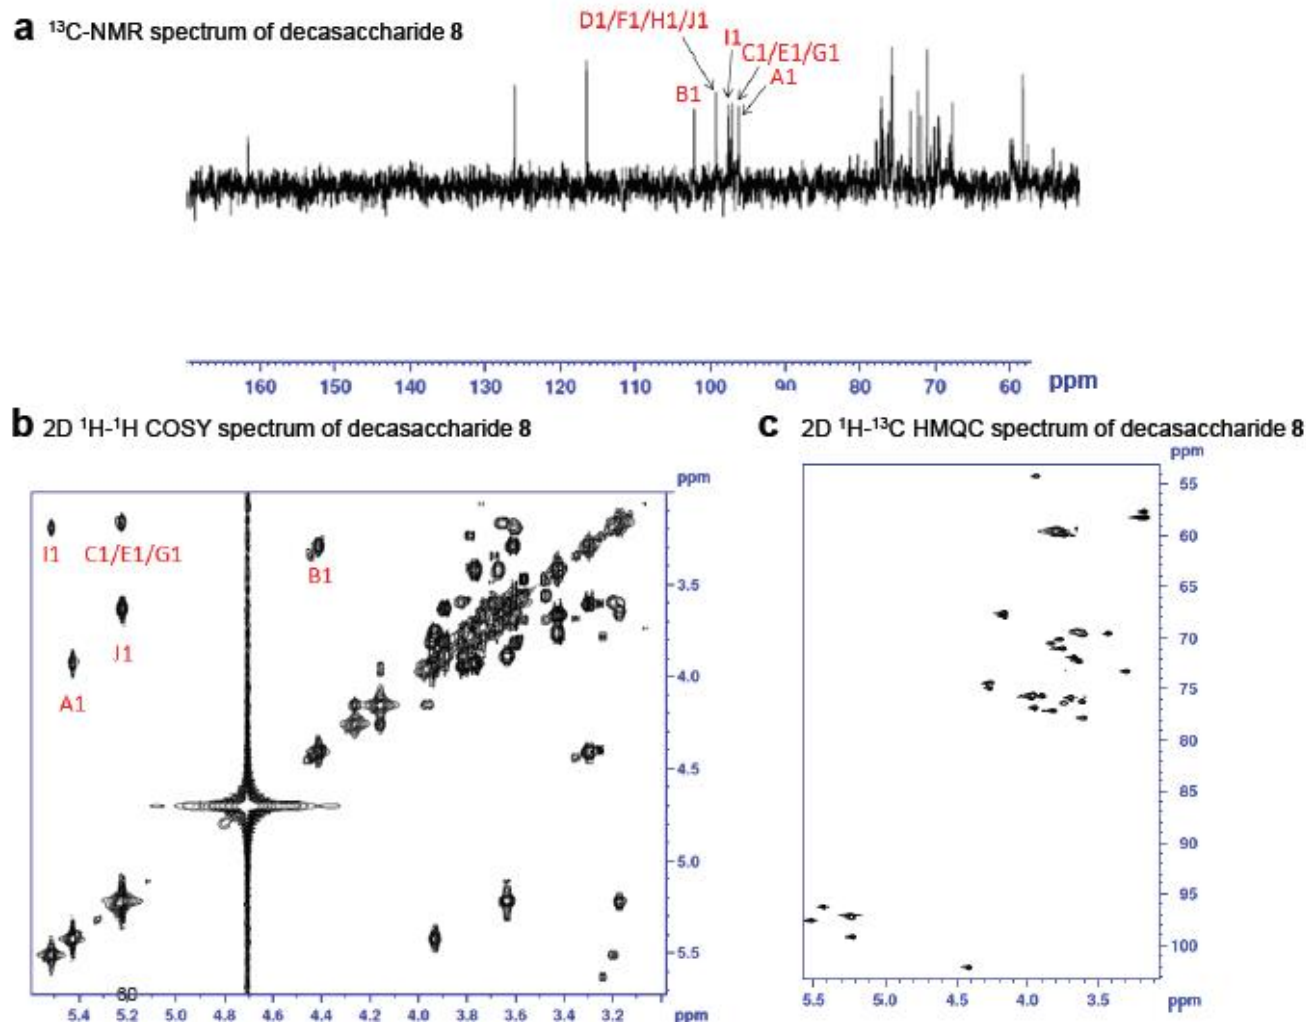 a ¹³C-NMR spectrum of decasaccharide 8
D1/F1/H1/J1
I1
C1/E1/G1
A1
B1
160 150 140 130 120 110 100 90 80 70 60 ppm
b 2D ¹H-¹H COSY spectrum of decasaccharide 8
ppm
I1 C1/E1/G1
B1
J1
A1
3.5
4.0
4.5
5.0
5.5
5.4 5.2 5.0 4.8 4.6 4.4 4.2 4.0 3.8 3.6 3.4 3.2 ppm
c 2D ¹H-¹³C HMQC spectrum of decasaccharide 8
ppm
55
60
65
70
75
80
85
90
95
100
5.5 5.0 4.5 4.0 3.5 ppm